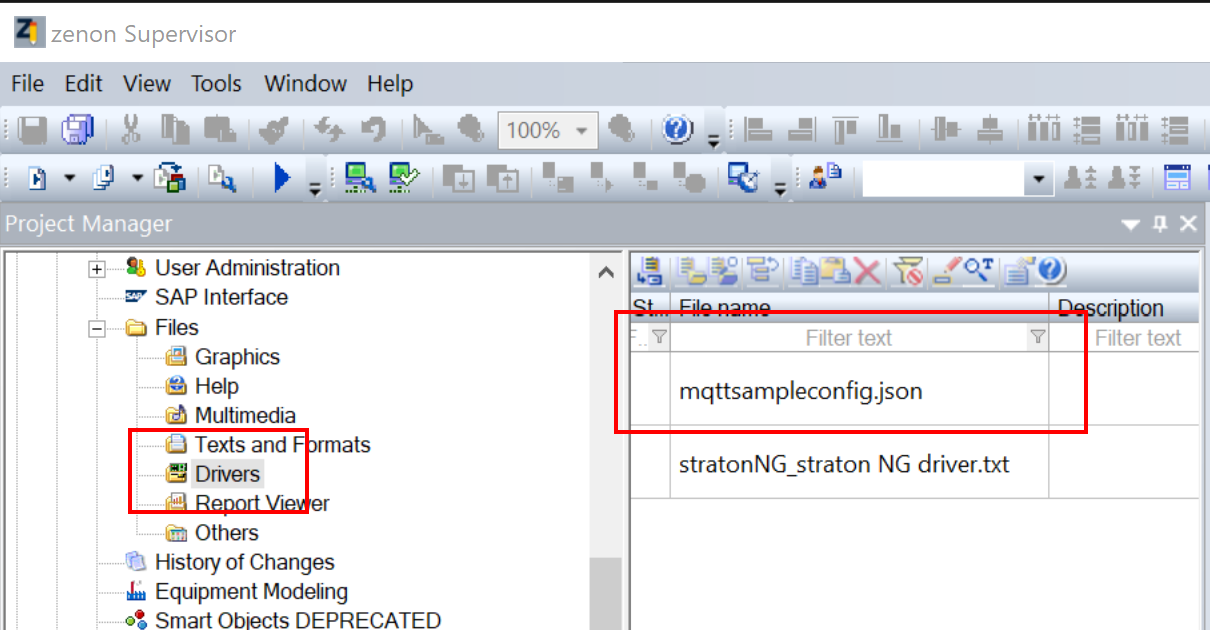 zenon Supervisor
File Edit View Tools Window Help
100%
Project Manager
User Administration
SAP Interface
Files
Graphics
Help
Multimedia
Texts and Formats
Drivers
Report Viewer
Others
History of Changes
Equipment Modeling
Smart Objects DEPRECATED
St... File name Description
F.. Filter text Filter text
mqttsampleconfig.json
stratonNG_straton NG driver.txt